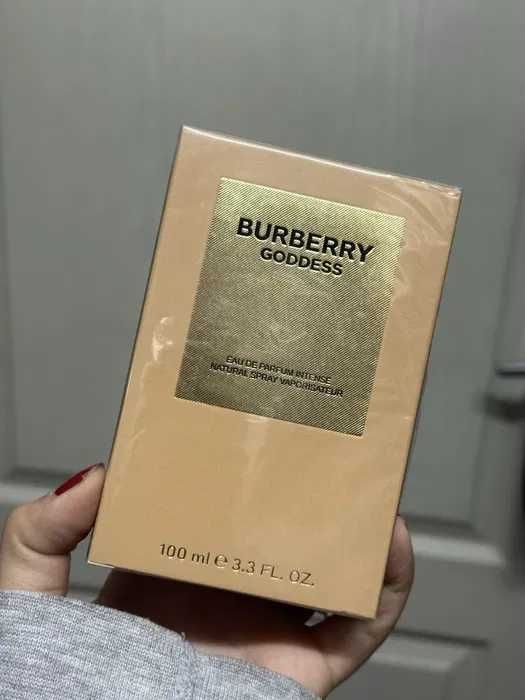 BURBERRY
GODDESS
EAU DE PARFUM INTENSE
NATURAL SPRAY VAPORISATEUR
100 ml ℮ 3.3 FL. OZ.